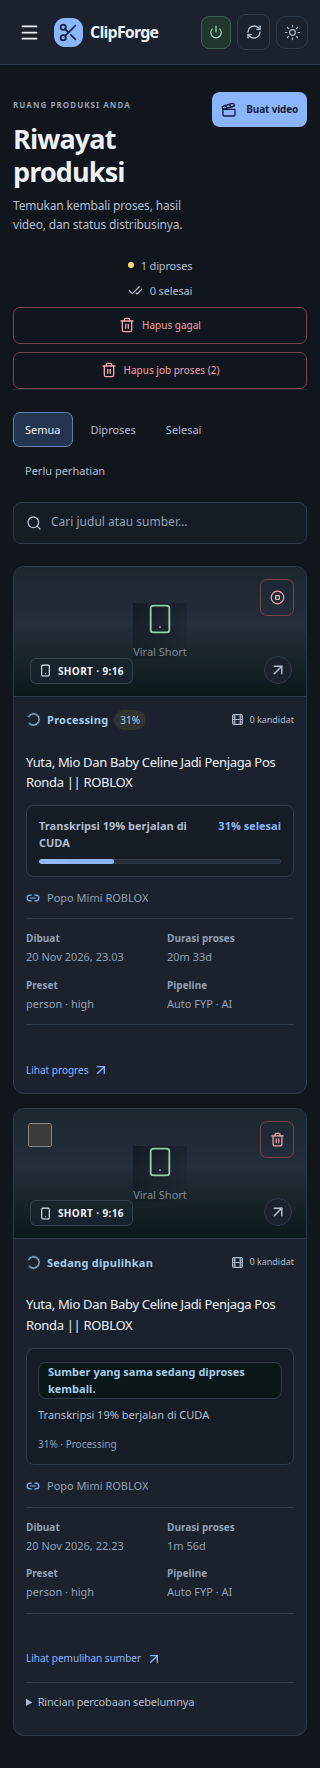 ClipForge
RUANG PRODUKSI ANDA
Buat video
Riwayat
produksi
Temukan kembali proses, hasil
video, dan status distribusinya.
1 diproses
0 selesai
Hapus gagal
Hapus job proses (2)
Semua
Diproses
Selesai
Perlu perhatian
Cari judul atau sumber...
Viral Short
SHORT · 9:16
Processing 31%
0 kandidat
Yuta, Mio Dan Baby Celine Jadi Penjaga Pos
Ronda || ROBLOX
Transkripsi 19% berjalan di
CUDA
31% selesai
Popo Mimi ROBLOX
Dibuat
Durasi proses
20 Nov 2026, 23.03
20m 33d
Preset
Pipeline
person · high
Auto FYP · AI
Lihat progres
Viral Short
SHORT · 9:16
Sedang dipulihkan
0 kandidat
Yuta, Mio Dan Baby Celine Jadi Penjaga Pos
Ronda || ROBLOX
Sumber yang sama sedang diproses
kembali.
Transkripsi 19% berjalan di CUDA
31% · Processing
Popo Mimi ROBLOX
Dibuat
Durasi proses
20 Nov 2026, 22.23
1m 56d
Preset
Pipeline
person · high
Auto FYP · AI
Lihat pemulihan sumber
Rincian percobaan sebelumnya